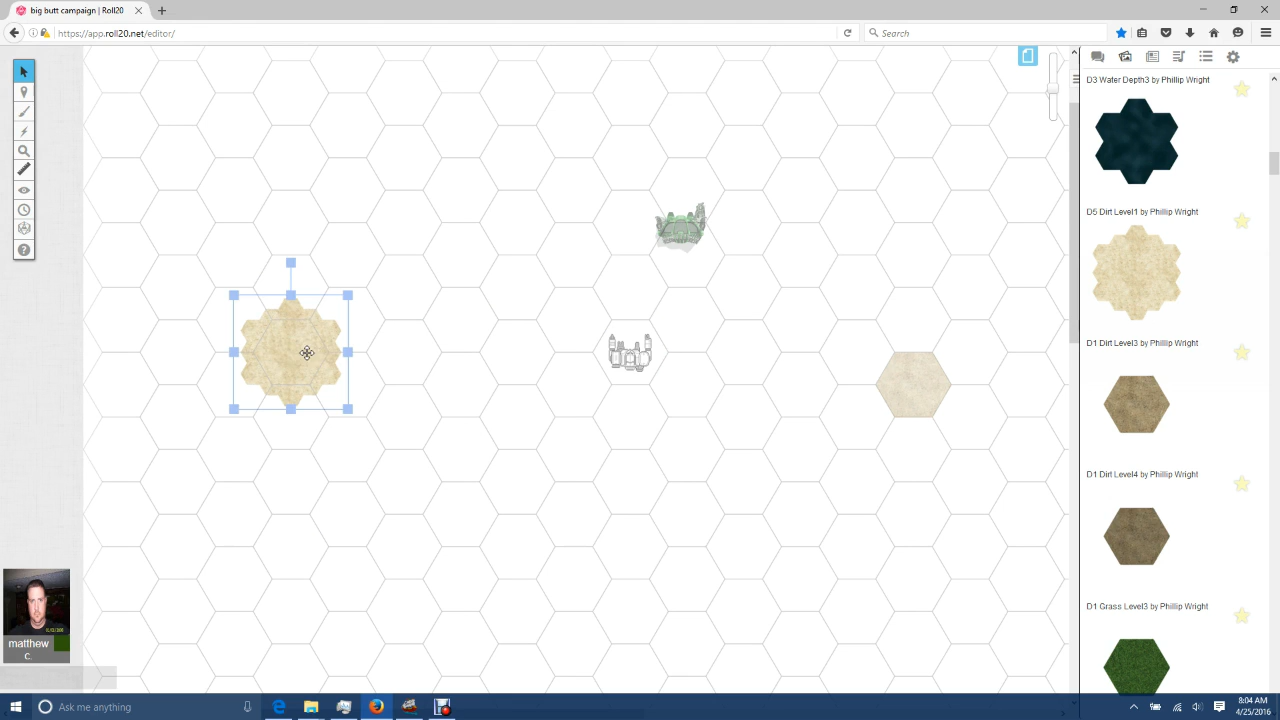 big butt campaign | Roll20
https://app.roll20.net/editor/
Search
D3 Water Depth3 by Phillip Wright
D5 Dirt Level1 by Phillip Wright
D1 Dirt Level3 by Phillip Wright
D1 Dirt Level4 by Phillip Wright
D1 Grass Level3 by Phillip Wright
matthew
C.
Ask me anything
8:04 AM
4/25/2016